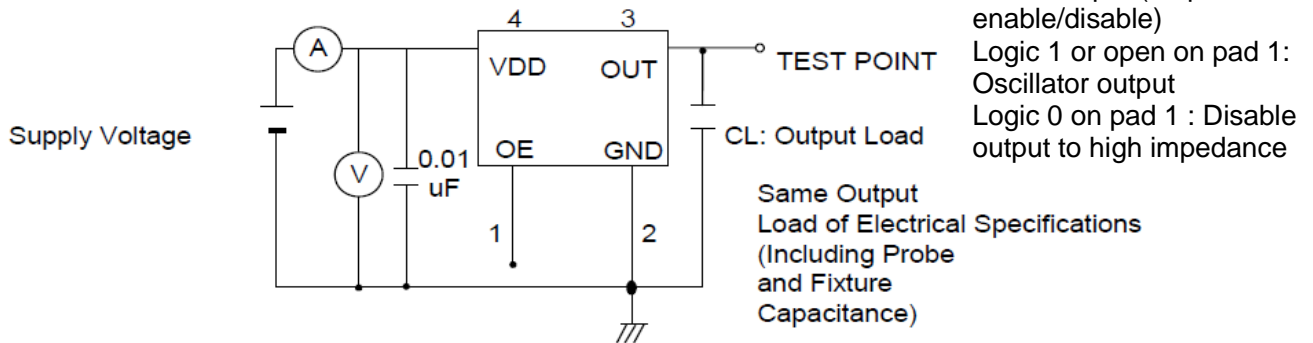 4 3
A
VDD OUT
TEST POINT
Supply Voltage
CL: Output Load
V
0.01
uF
OE GND
1 2
Same Output
Load of Electrical Specifications
(Including Probe
and Fixture
Capacitance)
enable/disable)
Logic 1 or open on pad 1:
Oscillator output
Logic 0 on pad 1 : Disable
output to high impedance